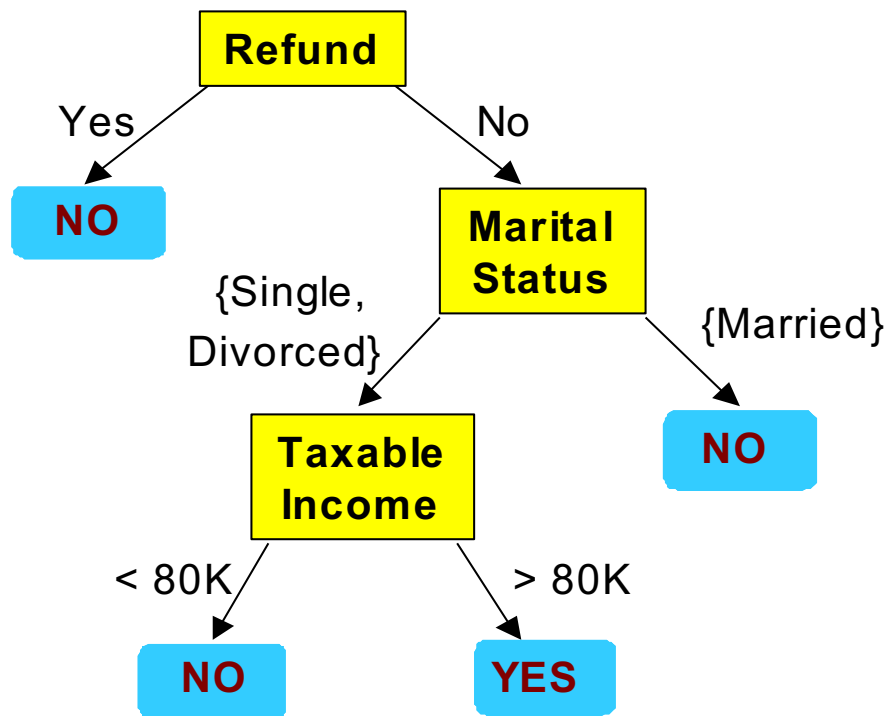 Refund
Yes
No
NO
Marital
Status
{Single,
Divorced}
{Married}
Taxable
Income
NO
< 80K
> 80K
NO
YES